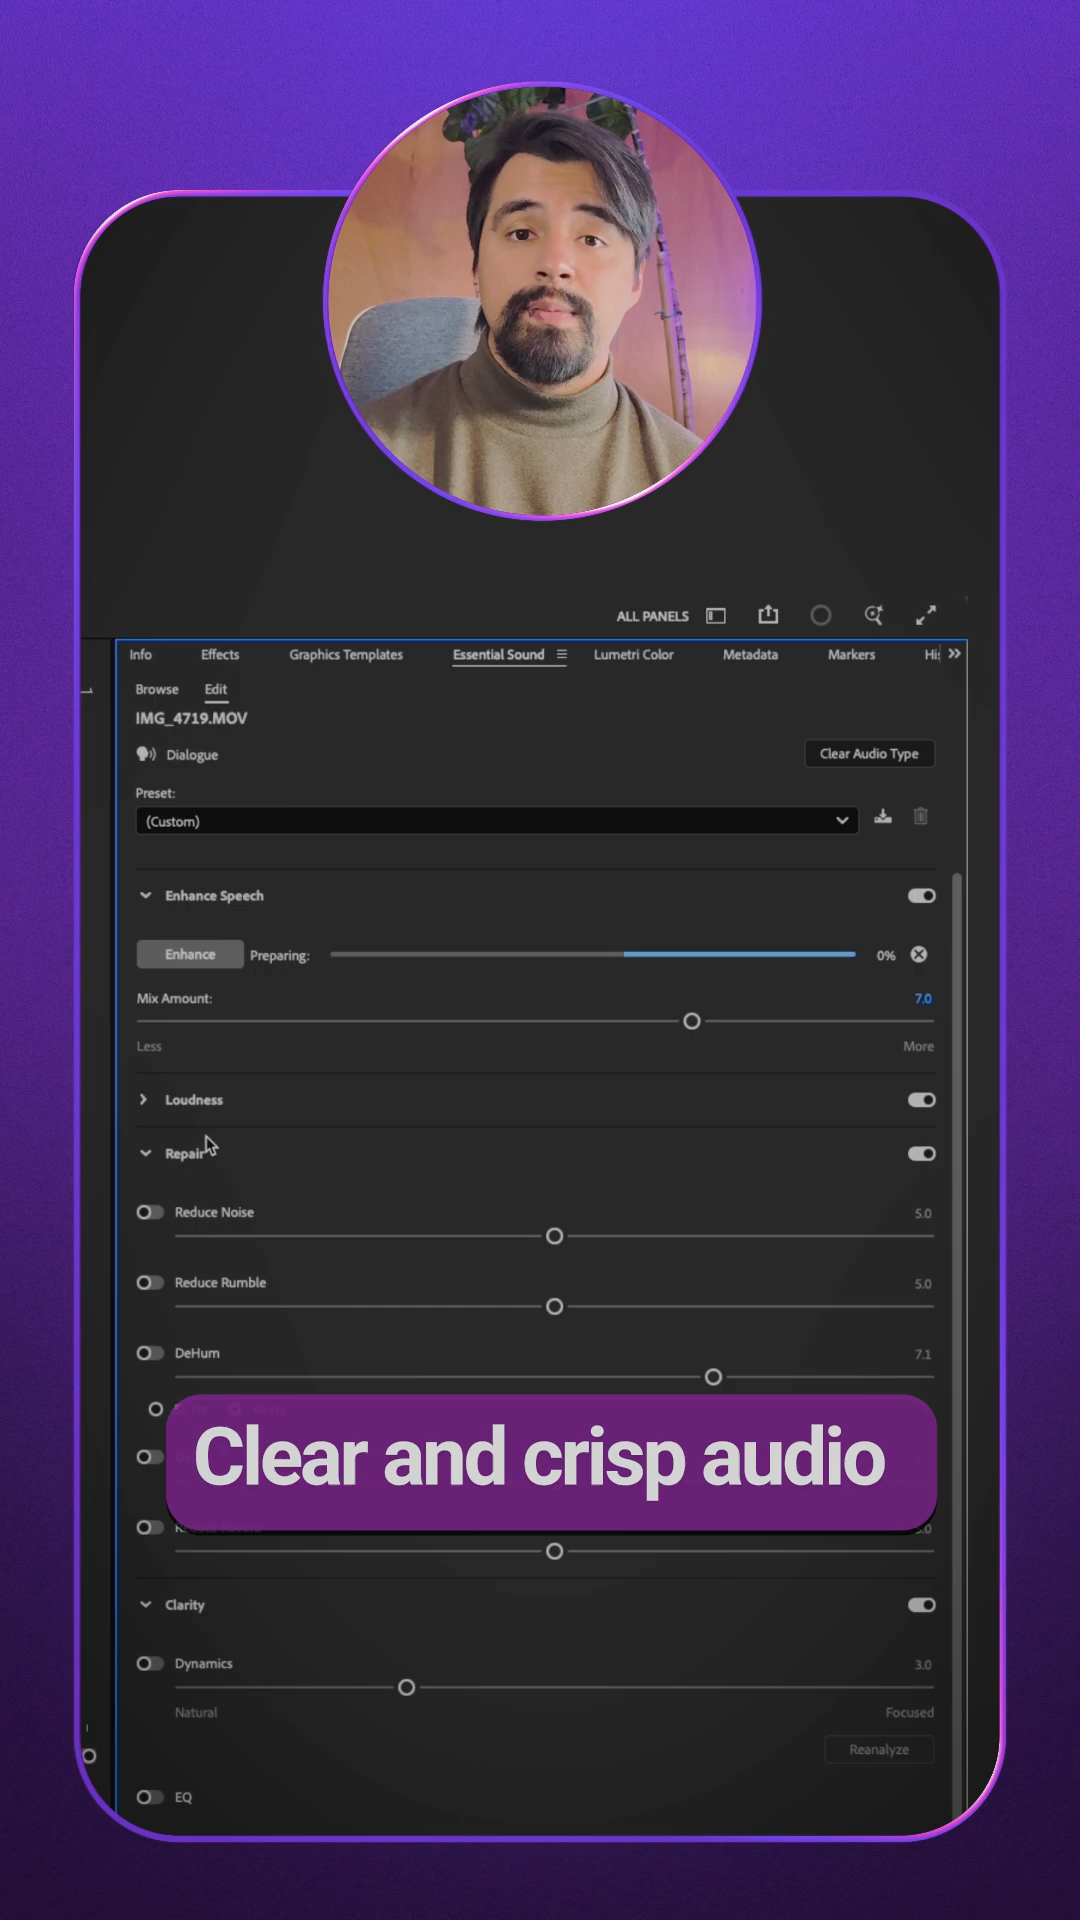 ALL PANELS
Info Effects Graphics Templates Essential Sound Lumetri Color Metadata Markers
Browse Edit
IMG_4719.MOV
Dialogue Clear Audio Type
Preset:
(Custom)
Enhance Speech
Enhance Preparing: 0%
Mix Amount: 7.0
Less More
Loudness
Repair
Reduce Noise 5.0
Reduce Rumble 5.0
DeHum 7.1
Clear and crisp audio
Clarity
Dynamics 3.0
Natural Focused
Reanalyze
EQ